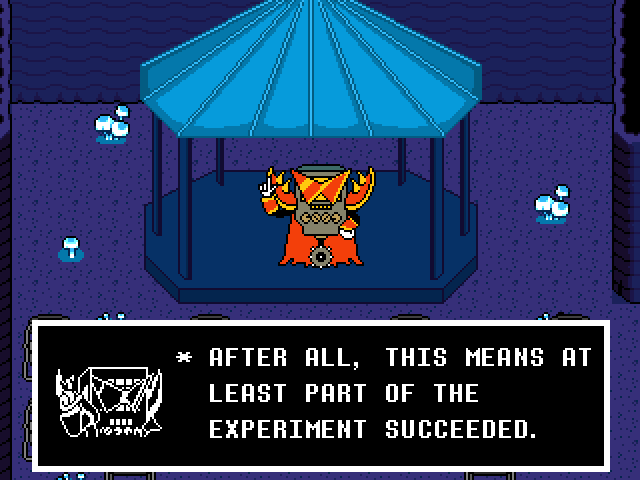 * AFTER ALL, THIS MEANS AT
LEAST PART OF THE
EXPERIMENT SUCCEEDED.